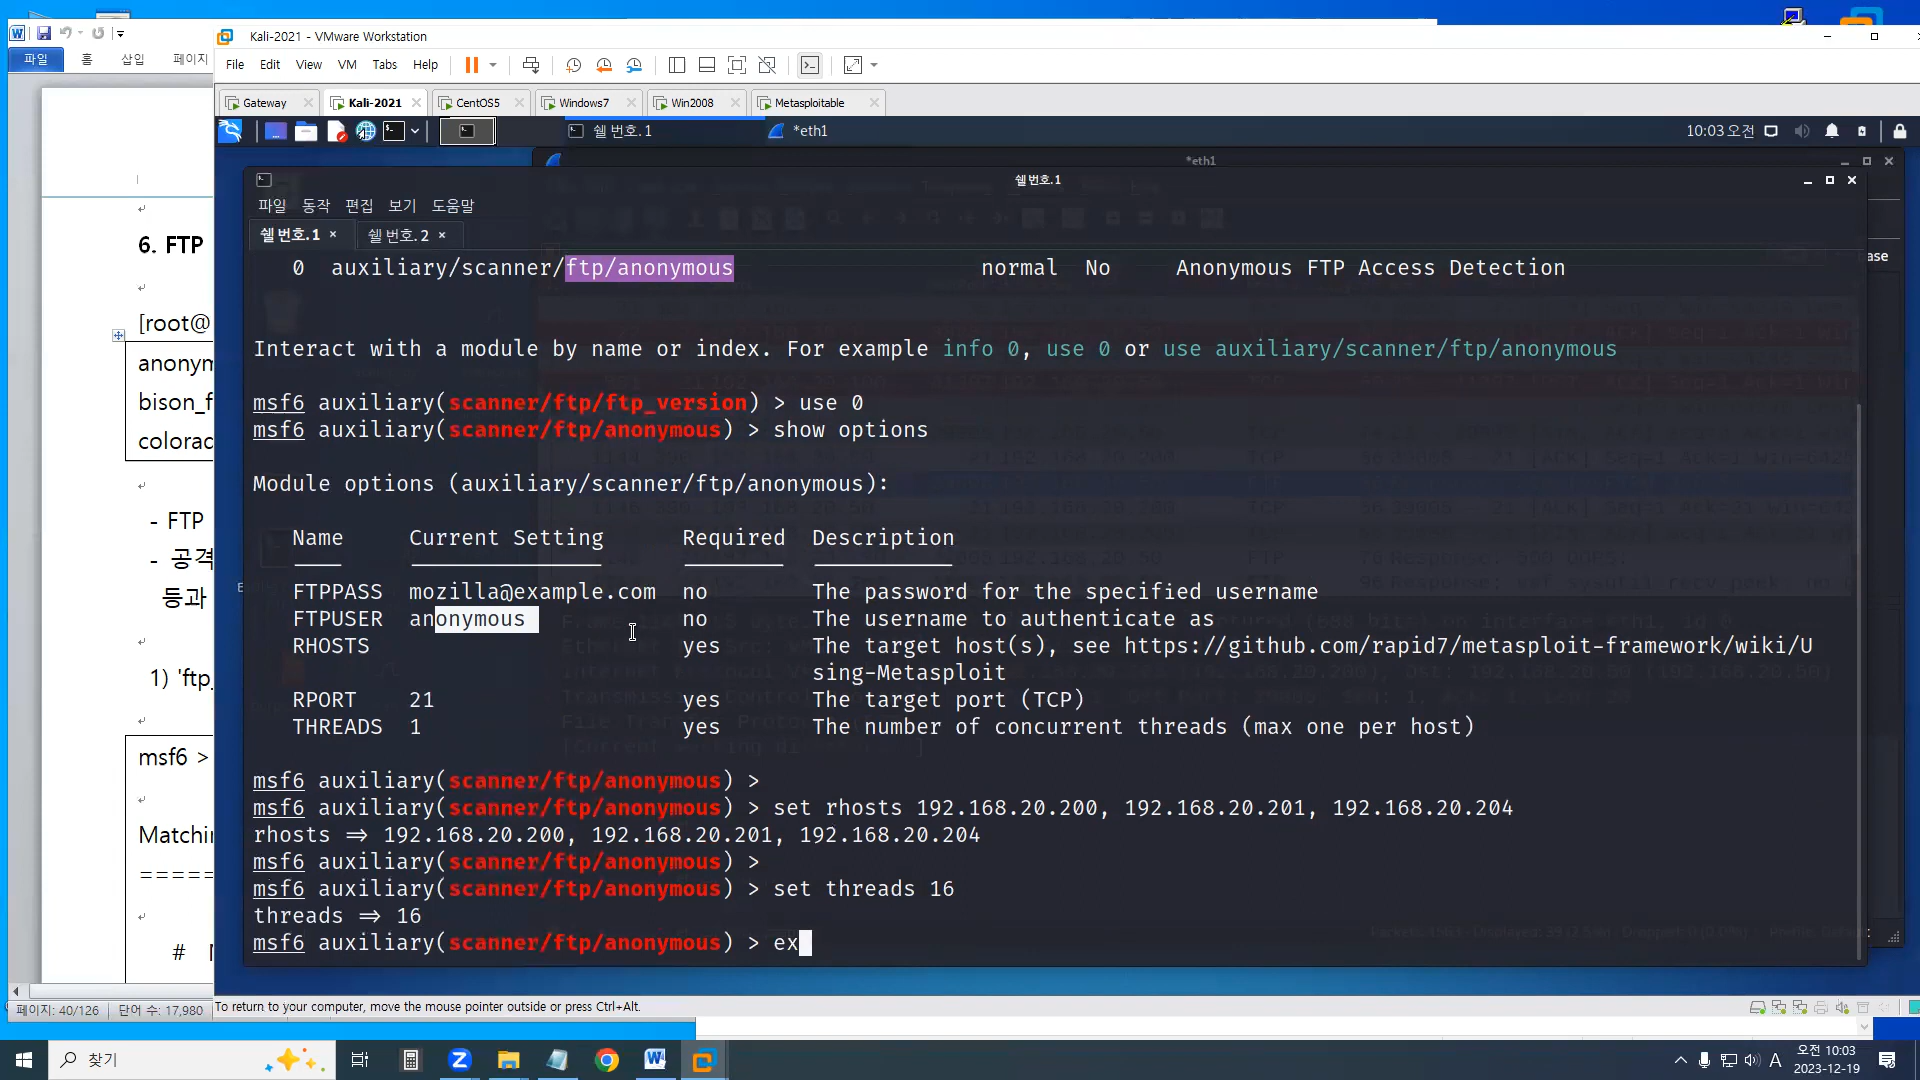 Kali-2021 - VMware Workstation
파일 홈 삽입 페이지
File Edit View VM Tabs Help
Gateway Kali-2021 CentOS5 Windows7 Win2008 Metasploitable
쉘 번호.1 *eth1 10:03 오전
*eth1
쉘 번호.1
파일 동작 편집 보기 도움말
쉘 번호.1 쉘 번호.2
6. FTP
[root@
anonym
bison_f
colorad
- FTP
- 공격
등과
1) 'ftp_
msf6 >
Matchin
# N
0 auxiliary/scanner/ftp/anonymous normal No Anonymous FTP Access Detection
Interact with a module by name or index. For example info 0, use 0 or use auxiliary/scanner/ftp/anonymous
msf6 auxiliary(scanner/ftp/ftp_version) > use 0
msf6 auxiliary(scanner/ftp/anonymous) > show options
Module options (auxiliary/scanner/ftp/anonymous):
Name Current Setting Required Description
FTPPASS mozilla@example.com no The password for the specified username
FTPUSER anonymous no The username to authenticate as
RHOSTS yes The target host(s), see https://github.com/rapid7/metasploit-framework/wiki/U
sing-Metasploit
RPORT 21 yes The target port (TCP)
THREADS 1 yes The number of concurrent threads (max one per host)
msf6 auxiliary(scanner/ftp/anonymous) >
msf6 auxiliary(scanner/ftp/anonymous) > set rhosts 192.168.20.200, 192.168.20.201, 192.168.20.204
rhosts => 192.168.20.200, 192.168.20.201, 192.168.20.204
msf6 auxiliary(scanner/ftp/anonymous) >
msf6 auxiliary(scanner/ftp/anonymous) > set threads 16
threads => 16
msf6 auxiliary(scanner/ftp/anonymous) > ex
페이지: 40/126 단어 수: 17,980
To return to your computer, move the mouse pointer outside or press Ctrl+Alt.
찾기
A 오전 10:03
2023-12-19